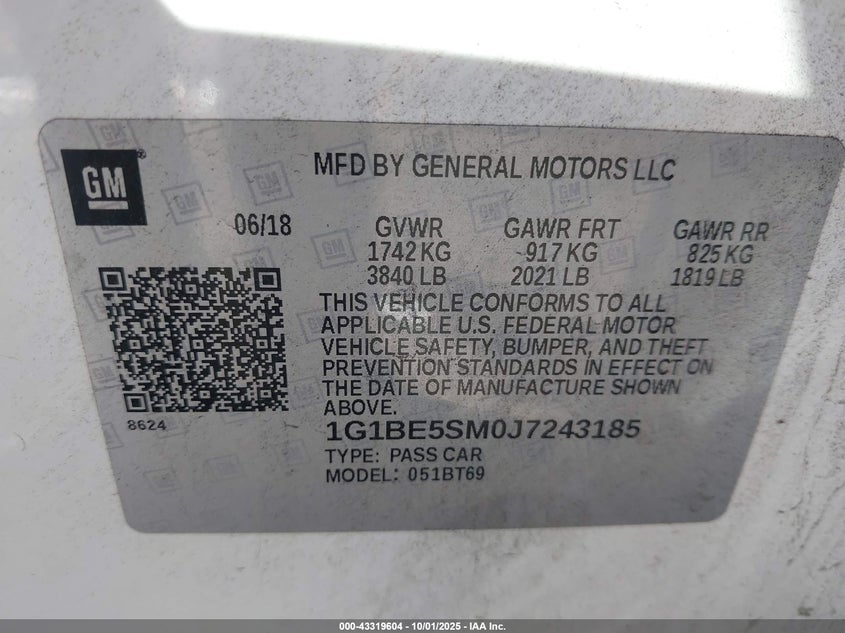 GM
MFD BY GENERAL MOTORS LLC
06/18
GVWR GAWR FRT GAWR RR
1742 KG 917 KG 825 KG
3840 LB 2021 LB 1819 LB
THIS VEHICLE CONFORMS TO ALL
APPLICABLE U.S. FEDERAL MOTOR
VEHICLE SAFETY, BUMPER, AND THEFT
PREVENTION STANDARDS IN EFFECT ON
THE DATE OF MANUFACTURE SHOWN
ABOVE.
8624
1G1BE5SM0J7243185
TYPE: PASS CAR
MODEL: 051BT69
000-43319604 - 10/01/2025 - IAA Inc.